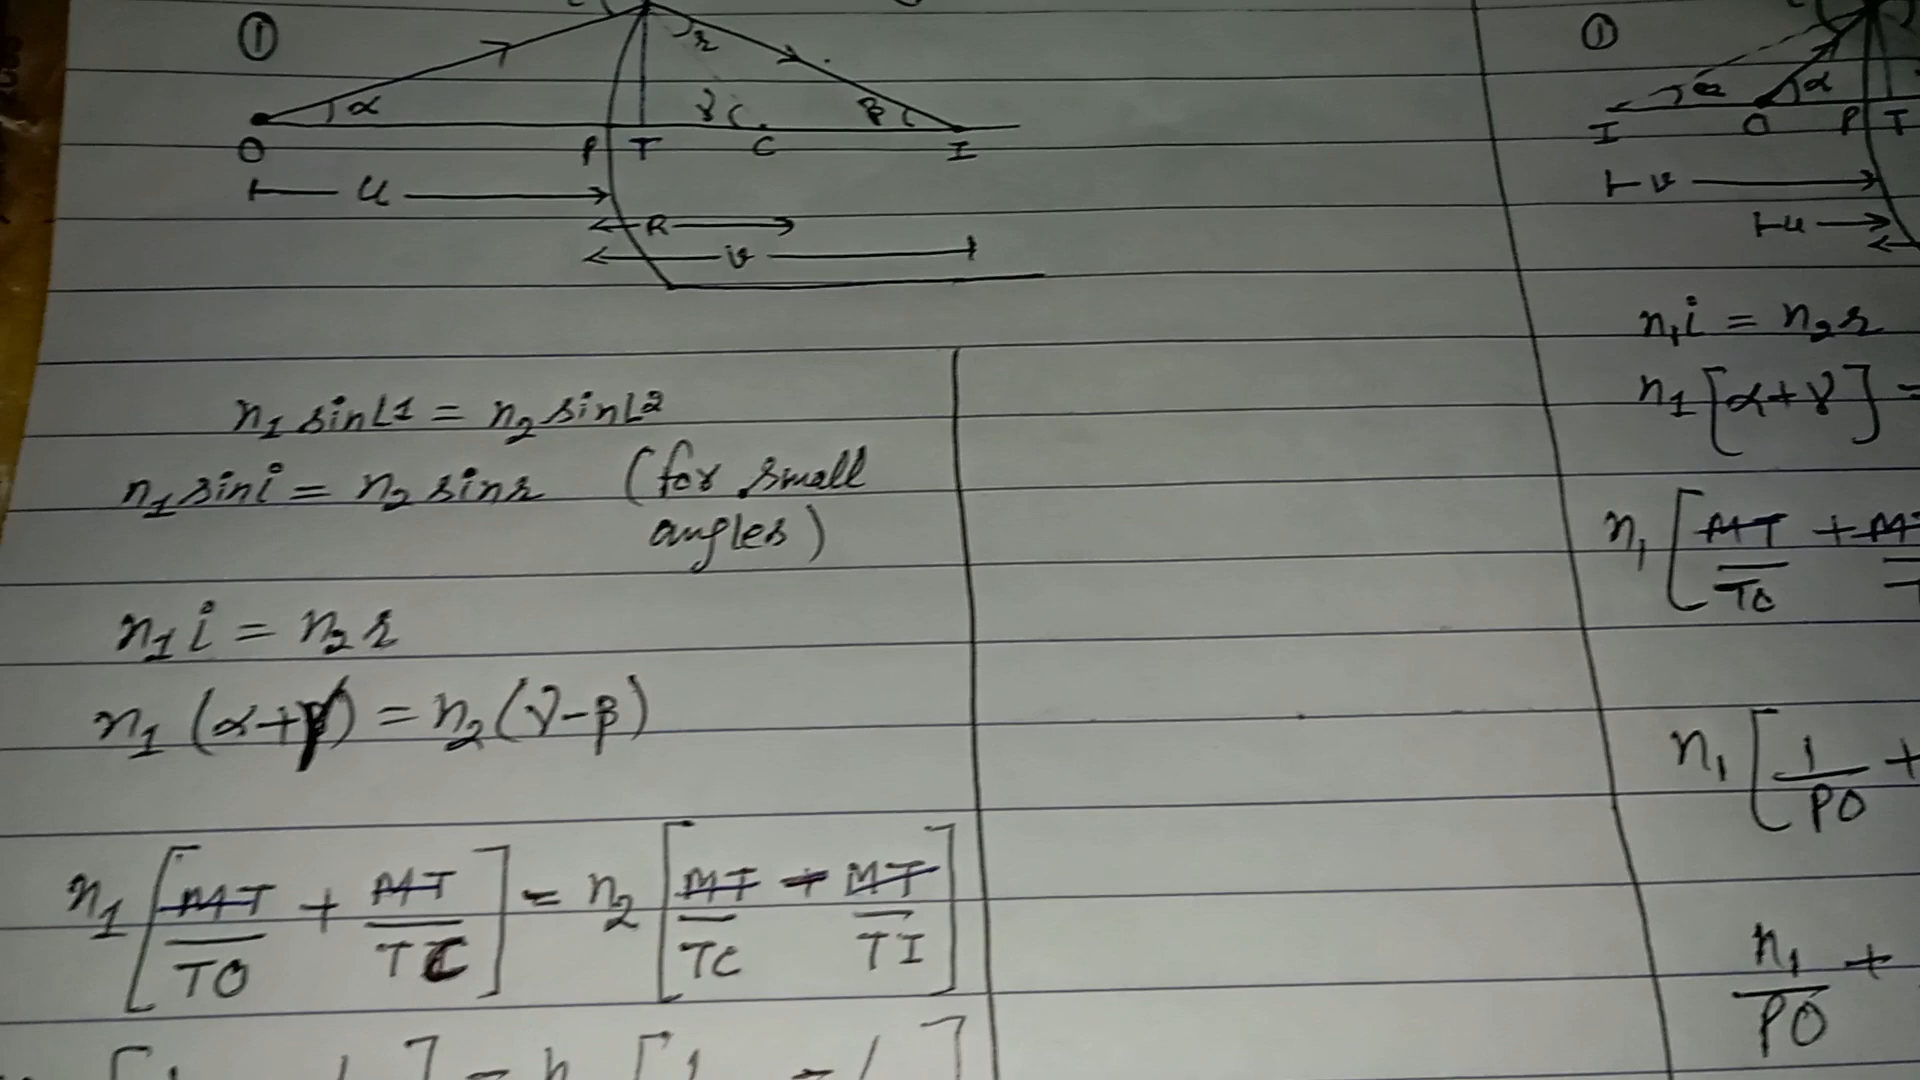 ①
r
α
γ
β
O
P T C I
u
R
v
n₁ sin∠1 = n₂ sin∠2
n₁ sin i = n₂ sin r (for small
angles)
n₁ i = n₂ r
n₁ (α+γ) = n₂ (γ-β)
n₁ [MT/TO + MT/TC] = n₂ [MT/TC - MT/TI]
①
α
I O P T
v
u
n₁ i = n₂ r
n₁ [α+γ] =
n₁ [MT/TO + MT
n₁ [1/PO +
n₁/PO +